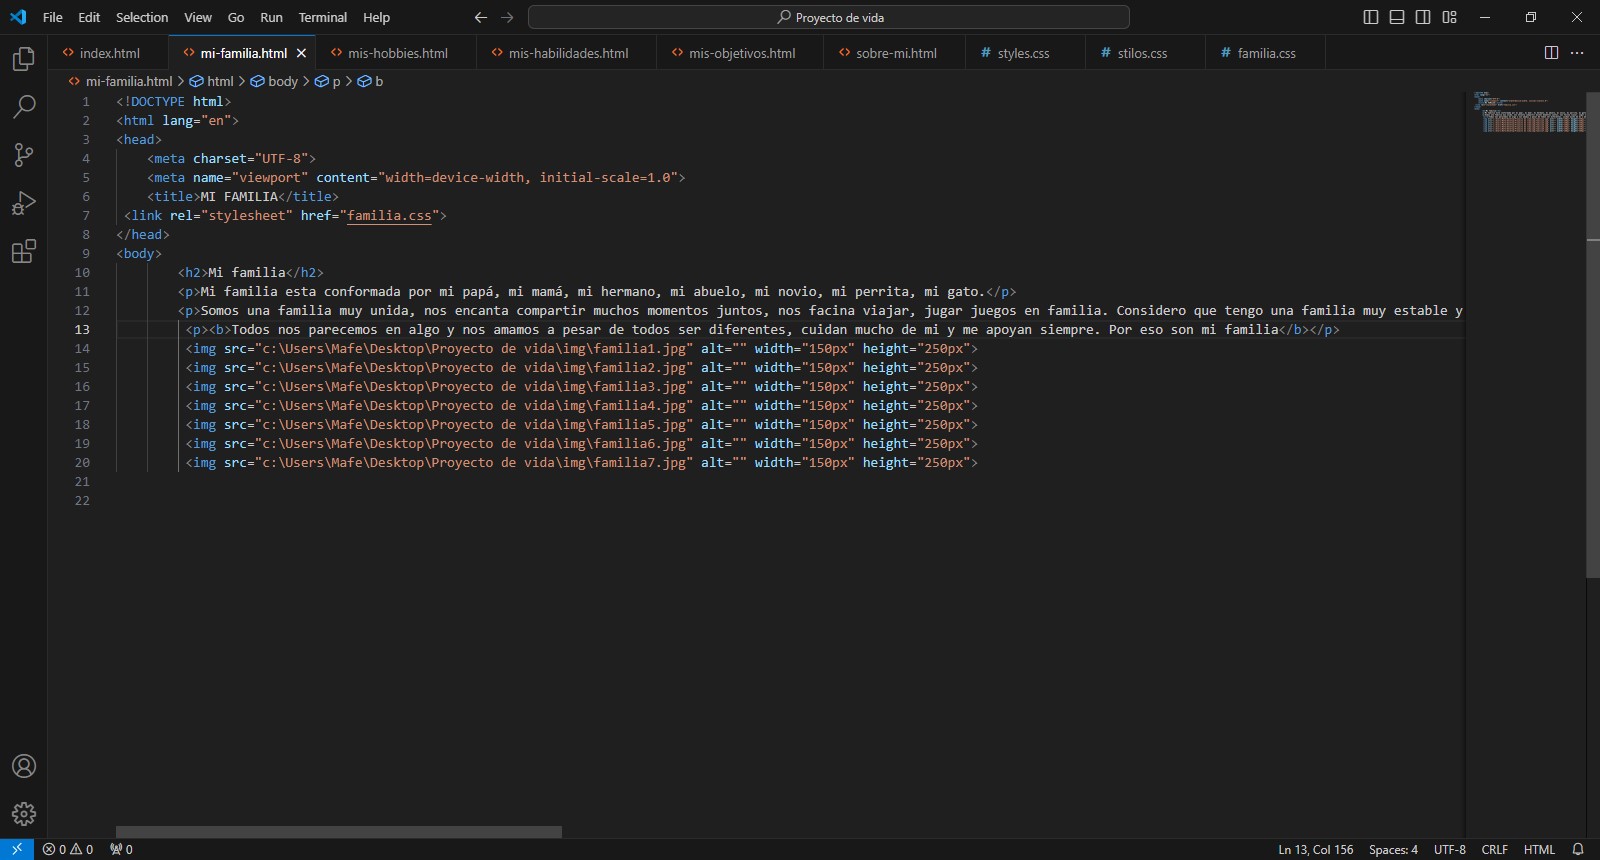 File Edit Selection View Go Run Terminal Help Proyecto de vida
index.html mi-familia.html mis-hobbies.html mis-habilidades.html mis-objetivos.html sobre-mi.html # styles.css # stilos.css # familia.css
mi-familia.html > html > body > p > b
1 <!DOCTYPE html>
2 <html lang="en">
3 <head>
4 <meta charset="UTF-8">
5 <meta name="viewport" content="width=device-width, initial-scale=1.0">
6 <title>MI FAMILIA</title>
7 <link rel="stylesheet" href="familia.css">
8 </head>
9 <body>
10 <h2>Mi familia</h2>
11 <p>Mi familia esta conformada por mi papá, mi mamá, mi hermano, mi abuelo, mi novio, mi perrita, mi gato.</p>
12 <p>Somos una familia muy unida, nos encanta compartir muchos momentos juntos, nos facina viajar, jugar juegos en familia. Considero que tengo una familia muy estable y
13 <p><b>Todos nos parecemos en algo y nos amamos a pesar de todos ser diferentes, cuidan mucho de mi y me apoyan siempre. Por eso son mi familia</b></p>
14 <img src="c:\Users\Mafe\Desktop\Proyecto de vida\img\familia1.jpg" alt="" width="150px" height="250px">
15 <img src="c:\Users\Mafe\Desktop\Proyecto de vida\img\familia2.jpg" alt="" width="150px" height="250px">
16 <img src="c:\Users\Mafe\Desktop\Proyecto de vida\img\familia3.jpg" alt="" width="150px" height="250px">
17 <img src="c:\Users\Mafe\Desktop\Proyecto de vida\img\familia4.jpg" alt="" width="150px" height="250px">
18 <img src="c:\Users\Mafe\Desktop\Proyecto de vida\img\familia5.jpg" alt="" width="150px" height="250px">
19 <img src="c:\Users\Mafe\Desktop\Proyecto de vida\img\familia6.jpg" alt="" width="150px" height="250px">
20 <img src="c:\Users\Mafe\Desktop\Proyecto de vida\img\familia7.jpg" alt="" width="150px" height="250px">
21
22
0 0 0 Ln 13, Col 156 Spaces: 4 UTF-8 CRLF HTML